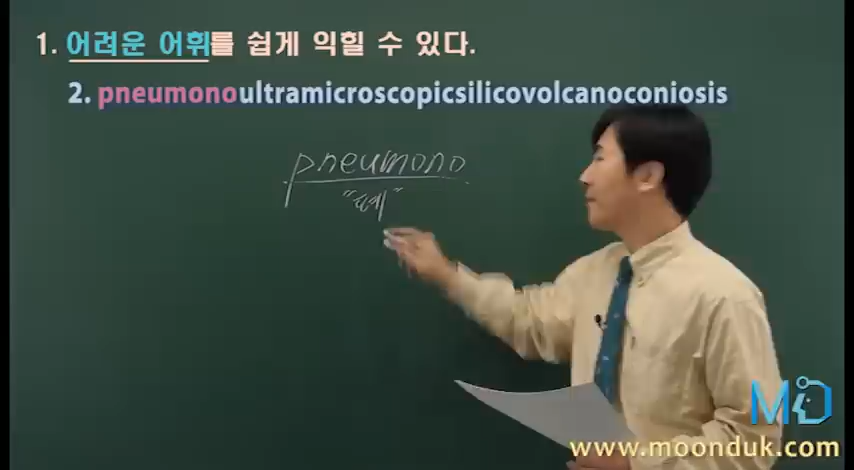 1. 어려운 어휘를 쉽게 익힐 수 있다.
2. pneumonoultramicroscopicsilicovolcanoconiosis
pneumono
MD
www.moonduk.com